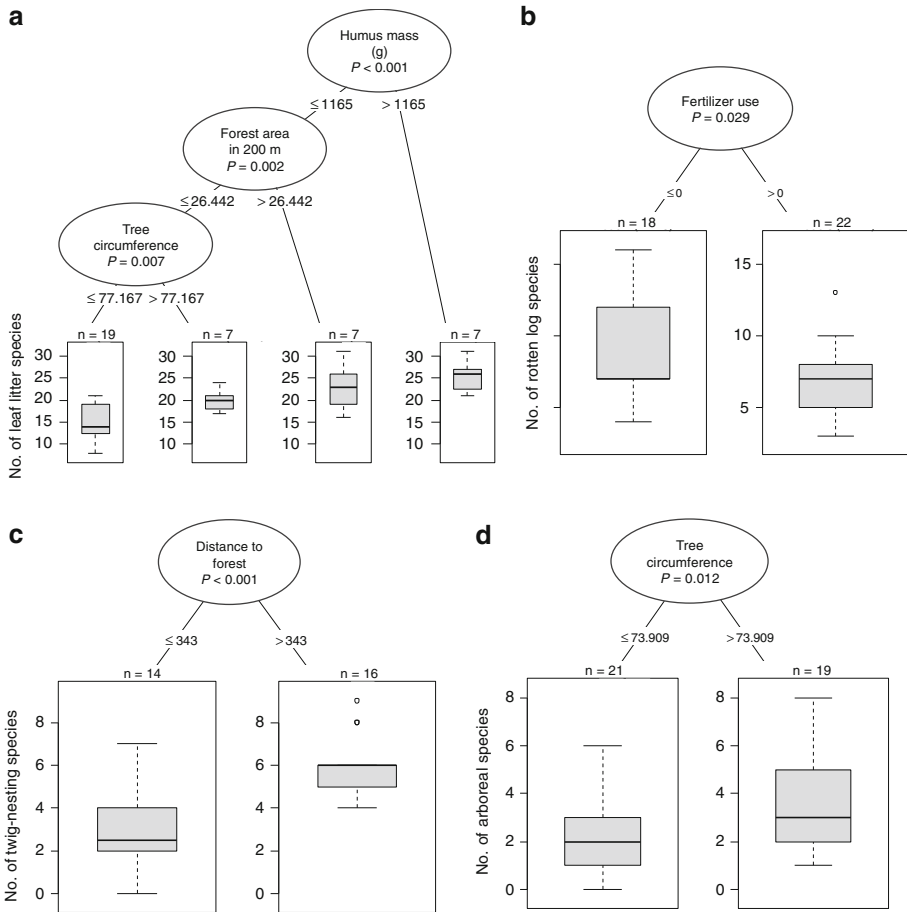 a
Humus mass
(g)
P < 0.001
≤1165 > 1165
Forest area
in 200 m
P = 0.002
≤26.442 > 26.442
Tree
circumference
P = 0.007
≤ 77.167 > 77.167
No. of leaf litter species
n = 19
30
25
20
15
10
n = 7
30
25
20
15
10
n = 7
30
25
20
15
10
n = 7
30
25
20
15
10
b
Fertilizer use
P = 0.029
≤0 >0
No. of rotten log species
n = 18
n = 22
15
10
5
c
Distance to
forest
P < 0.001
≤343 >343
No. of twig-nesting species
n = 14
8
6
4
2
0
n = 16
8
6
4
2
0
d
Tree
circumference
P = 0.012
≤73.909 >73.909
No. of arboreal species
n = 21
8
6
4
2
0
n = 19
8
6
4
2
0